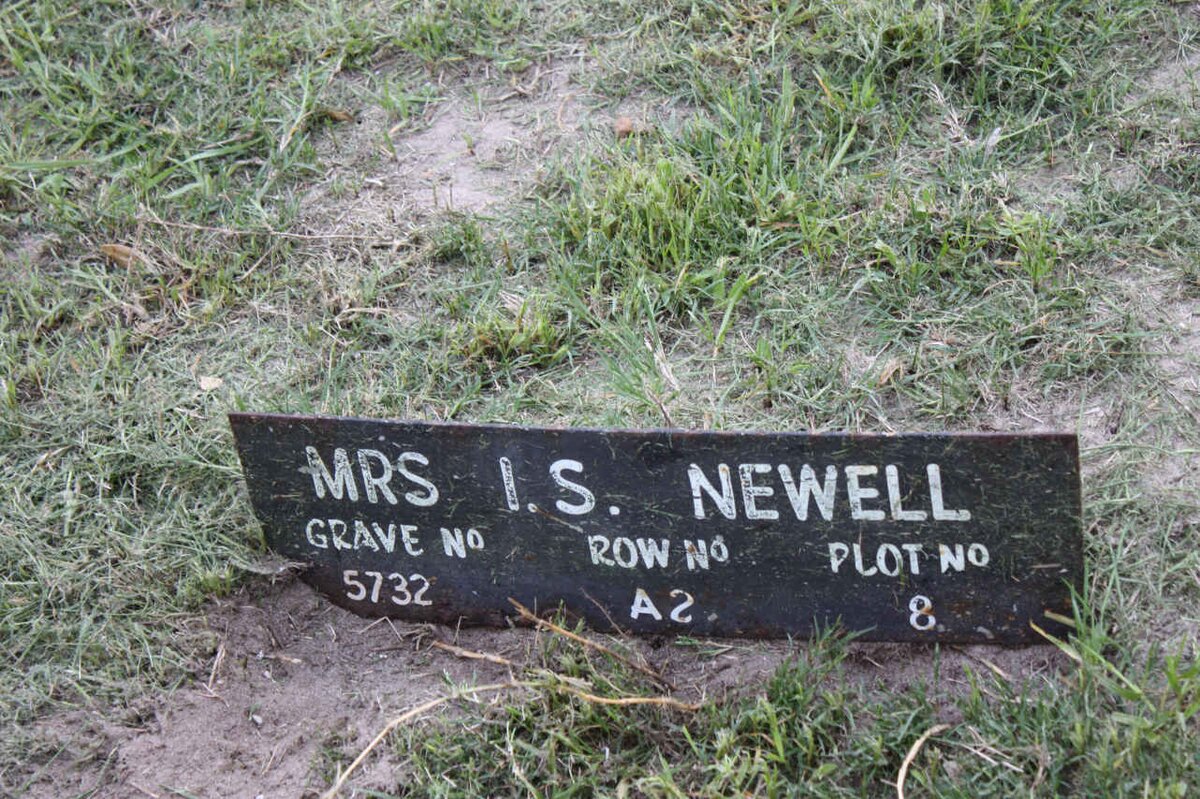 MRS I.S. NEWELL
GRAVE No ROW No PLOT No
5732 A2 8